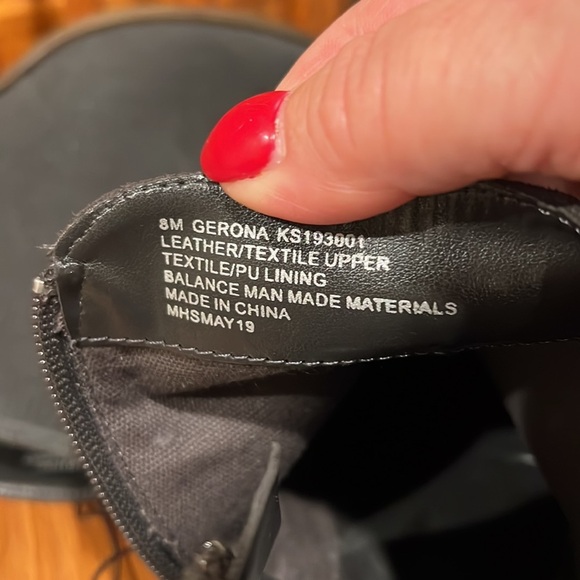 8M GERONA KS193001
LEATHER/TEXTILE UPPER
TEXTILE/PU LINING
BALANCE MAN MADE MATERIALS
MADE IN CHINA
MHSMAY19